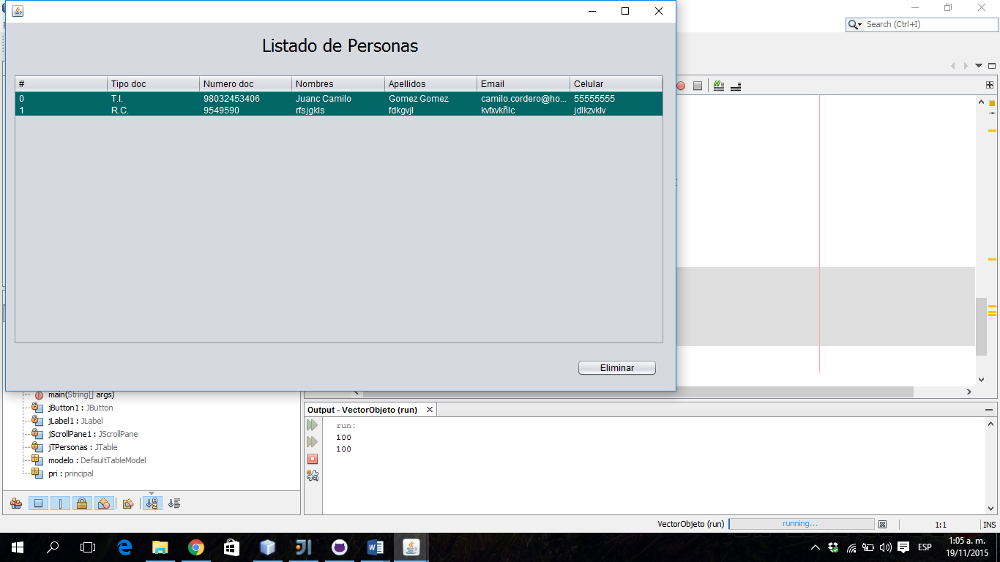 Search (Ctrl+I)
Listado de Personas
# Tipo doc Numero doc Nombres Apellidos Email Celular
0 T.I. 98032453406 Juanc Camilo Gomez Gomez camilo.cordero@ho... 55555555
1 R.C. 9549590 rfsjgkls fdkgvjl kvfxvkñlc jdlkzvklv
Eliminar
main(String[] args)
jButton1 : JButton
jLabel1 : JLabel
jScrollPane1 : JScrollPane
jTPersonas : JTable
modelo : DefaultTableModel
pri : principal
Output - VectorObjeto (run)
run:
100
100
VectorObjeto (run) running... 1:1 INS
ESP
1:05 a. m.
19/11/2015